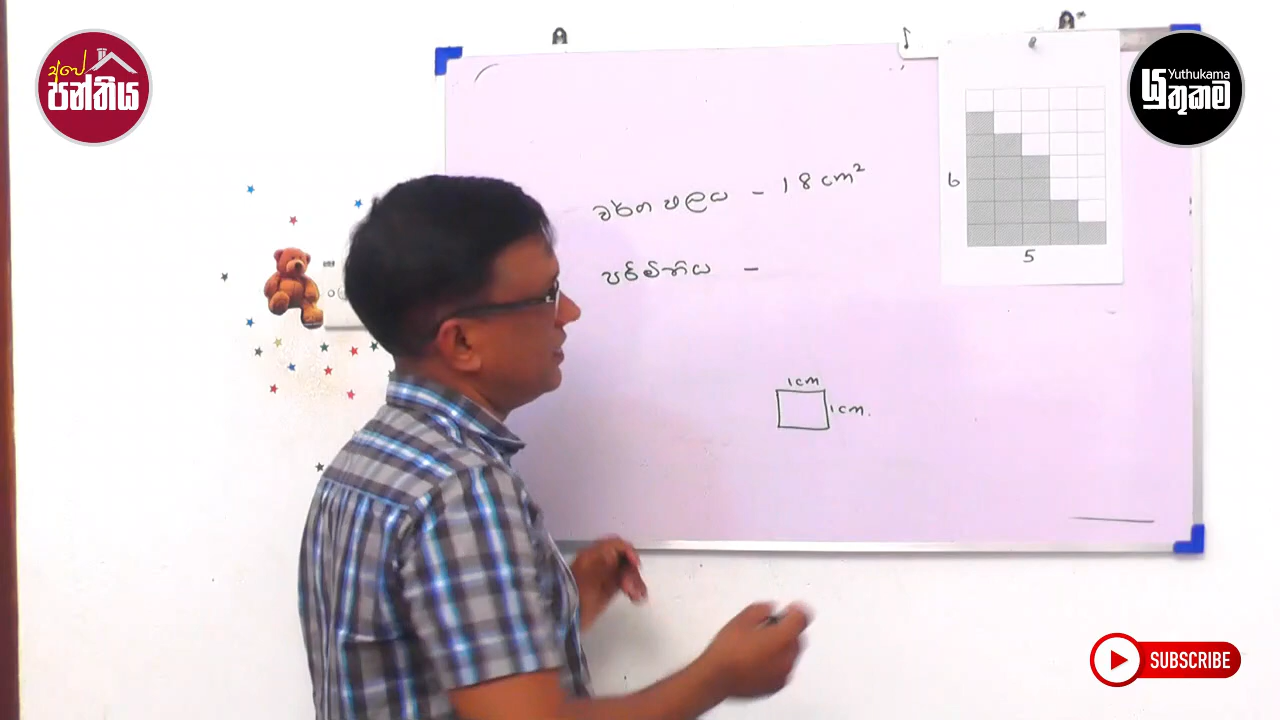 අපේ
පන්තිය
Yuthukama
යුතුකම
වර්ග ඵලය - 18 cm²
පරිමිතිය -
6
5
1cm
1cm.
SUBSCRIBE